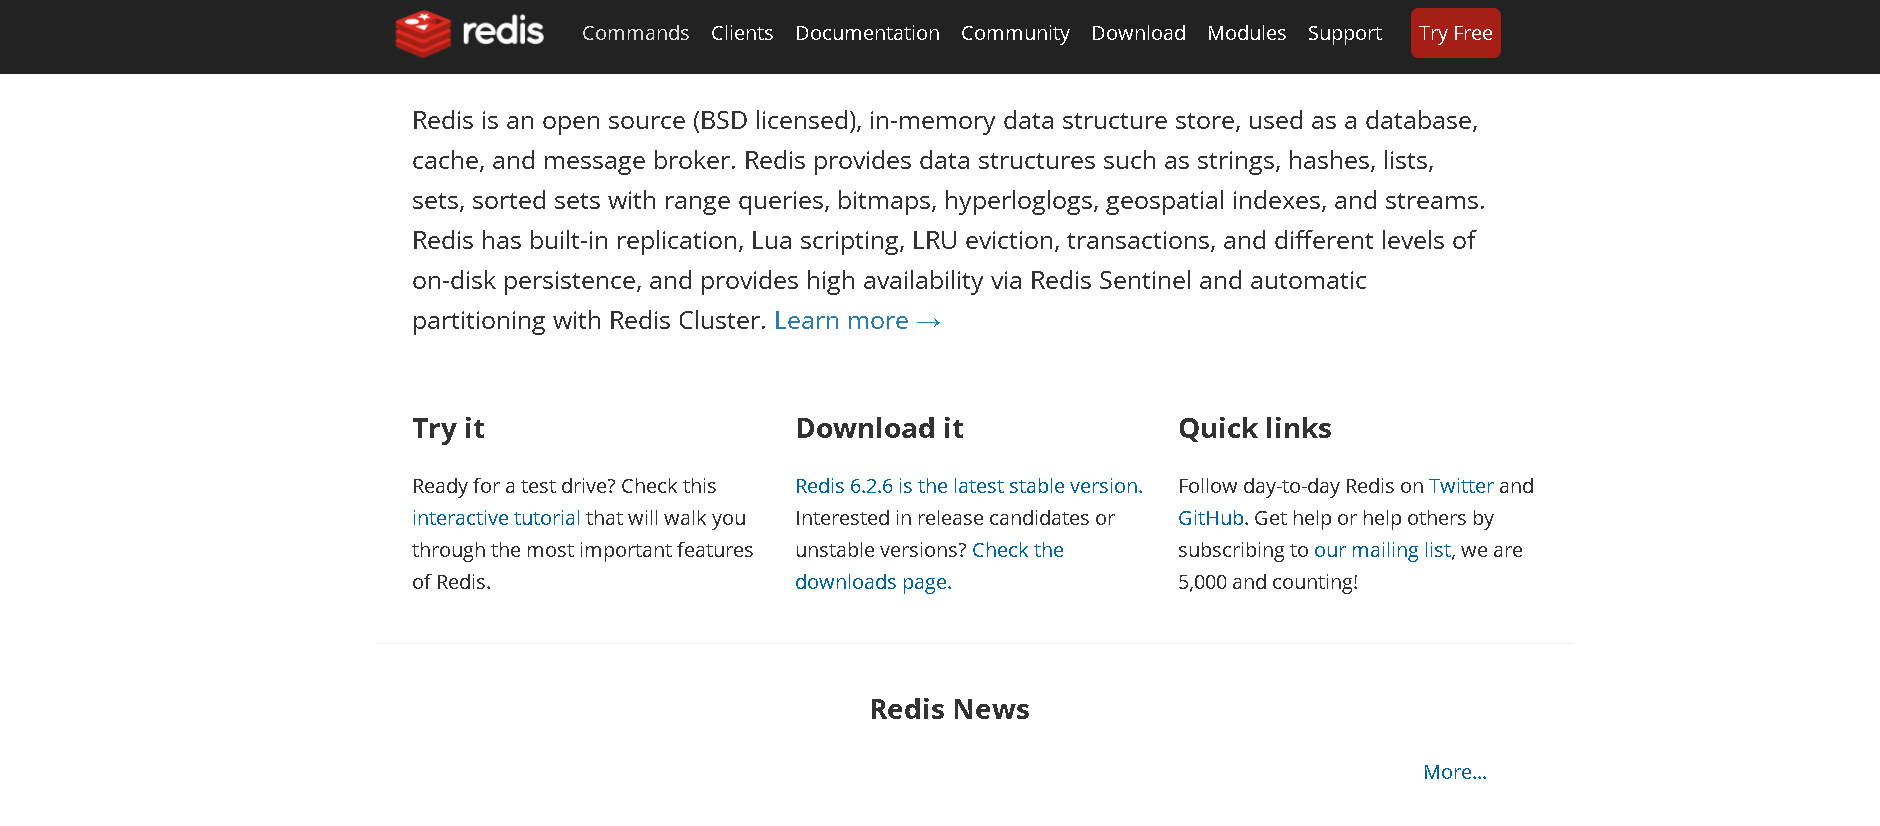 redis Commands Clients Documentation Community Download Modules Support Try Free
Redis is an open source (BSD licensed), in-memory data structure store, used as a database,
cache, and message broker. Redis provides data structures such as strings, hashes, lists,
sets, sorted sets with range queries, bitmaps, hyperloglogs, geospatial indexes, and streams.
Redis has built-in replication, Lua scripting, LRU eviction, transactions, and different levels of
on-disk persistence, and provides high availability via Redis Sentinel and automatic
partitioning with Redis Cluster. Learn more →
Try it
Ready for a test drive? Check this
interactive tutorial that will walk you
through the most important features
of Redis.
Download it
Redis 6.2.6 is the latest stable version.
Interested in release candidates or
unstable versions? Check the
downloads page.
Quick links
Follow day-to-day Redis on Twitter and
GitHub. Get help or help others by
subscribing to our mailing list, we are
5,000 and counting!
Redis News
More...